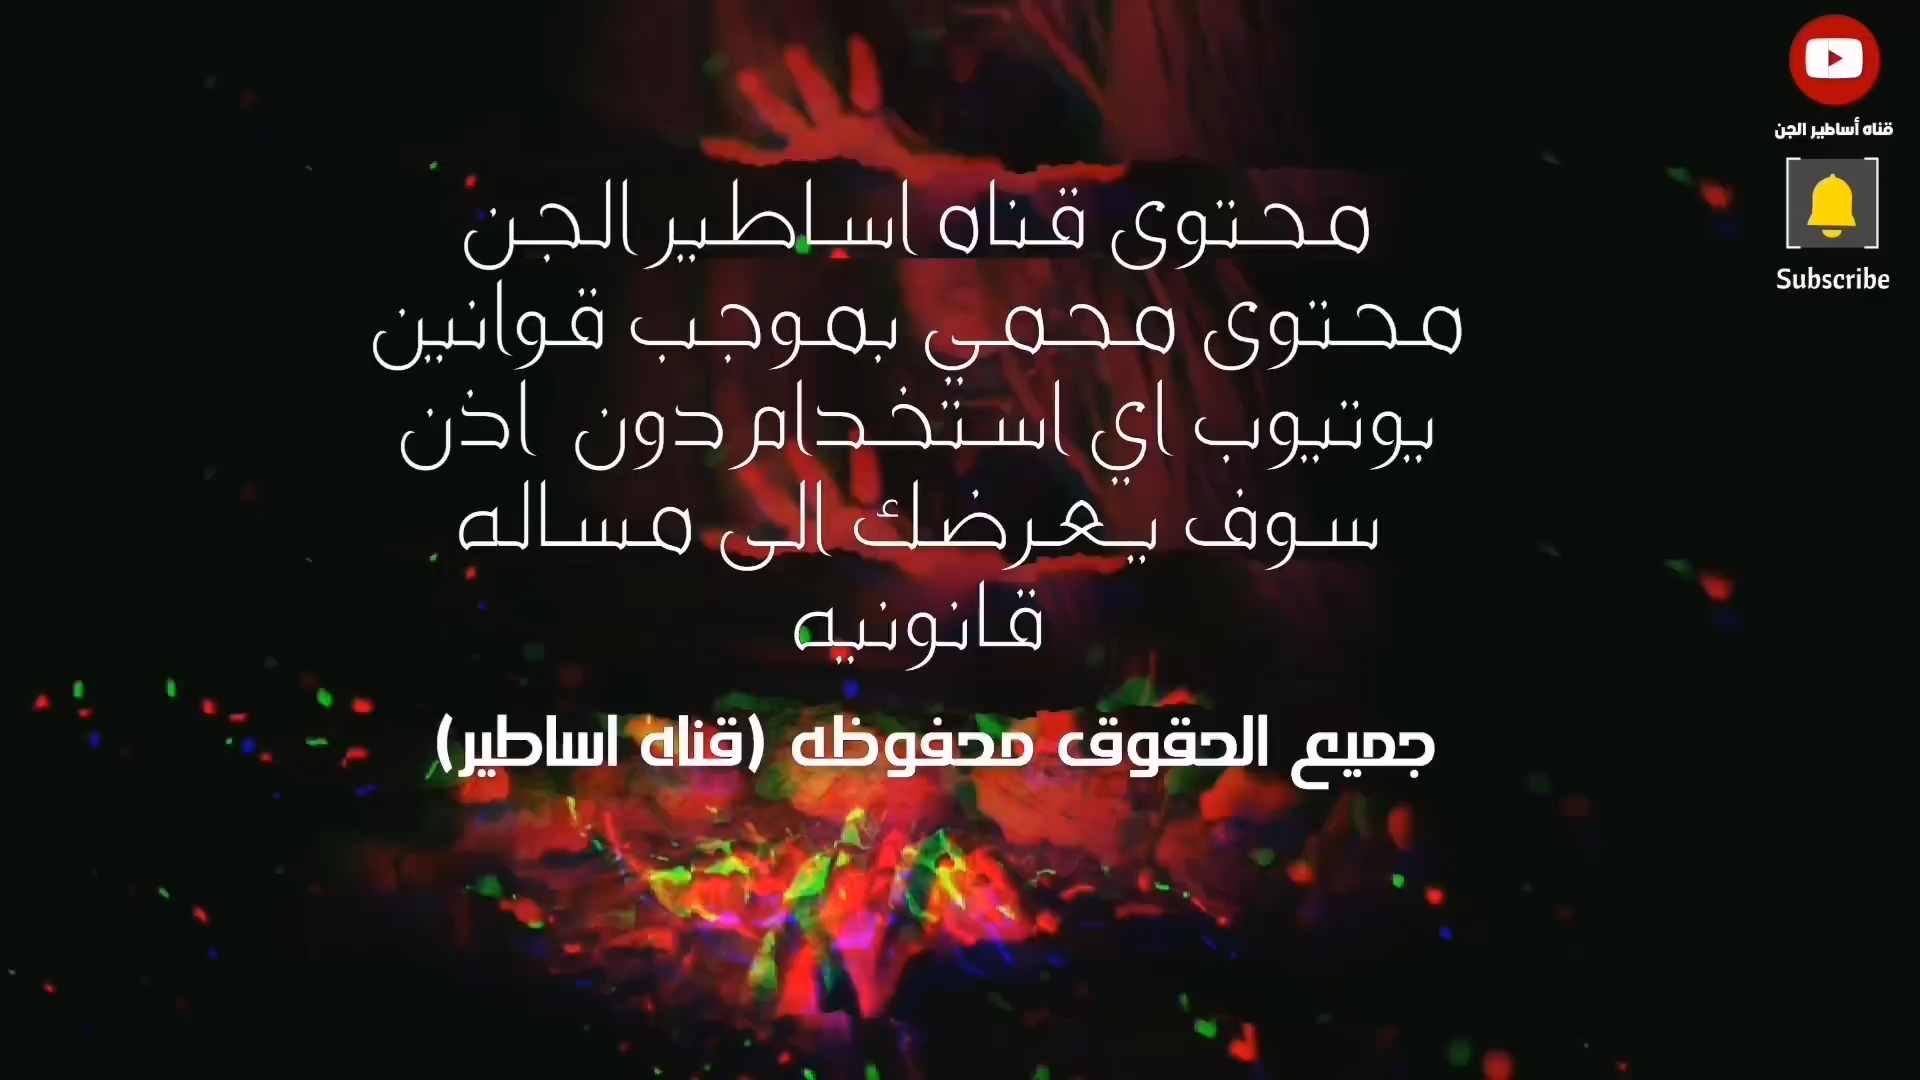 قناه أساطير الجن
Subscribe
محتوى قناه اساطير الجن
محتوى محمي بموجب قوانين
يوتيوب اي استخدام دون اذن
سوف يعرضك الى مساله
قانونيه
جميع الحقوق محفوظه (قناه اساطير)